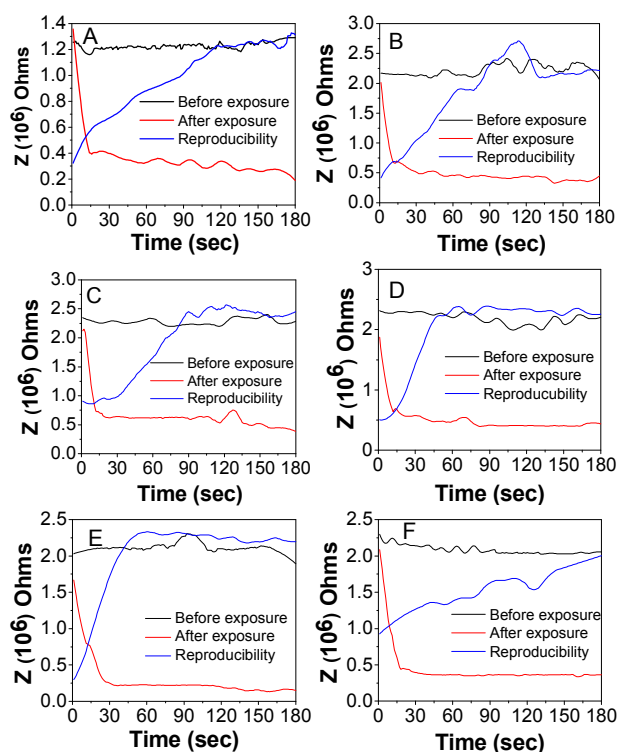 A
Z (10⁶) Ohms
1.4
1.2
1.0
0.8
0.6
0.4
0.2
0.0
Before exposure
After exposure
Reproducibility
0 30 60 90 120 150 180
Time (sec)
B
Z (10⁶) Ohms
3.0
2.5
2.0
1.5
1.0
0.5
0.0
Before exposure
After exposure
Reproducibility
0 30 60 90 120 150 180
Time (sec)
C
Z (10⁶) Ohms
3.0
2.5
2.0
1.5
1.0
0.5
0.0
Before exposure
After exposure
Reproducibility
0 30 60 90 120 150 180
Time (sec)
D
Z (10⁶) Ohms
3
2
1
0
Before exposure
After exposure
Reproducubility
0 30 60 90 120 150 180
Time (sec)
E
Z (10⁶) Ohms
2.5
2.0
1.5
1.0
0.5
0.0
Before exposure
After exposure
Reproducibility
0 30 60 90 120 150 180
Time (sec)
F
Z (10⁶) Ohms
2.5
2.0
1.5
1.0
0.5
0.0
Before exposure
After exposure
Reproducibility
0 30 60 90 120 150 180
Time (sec)